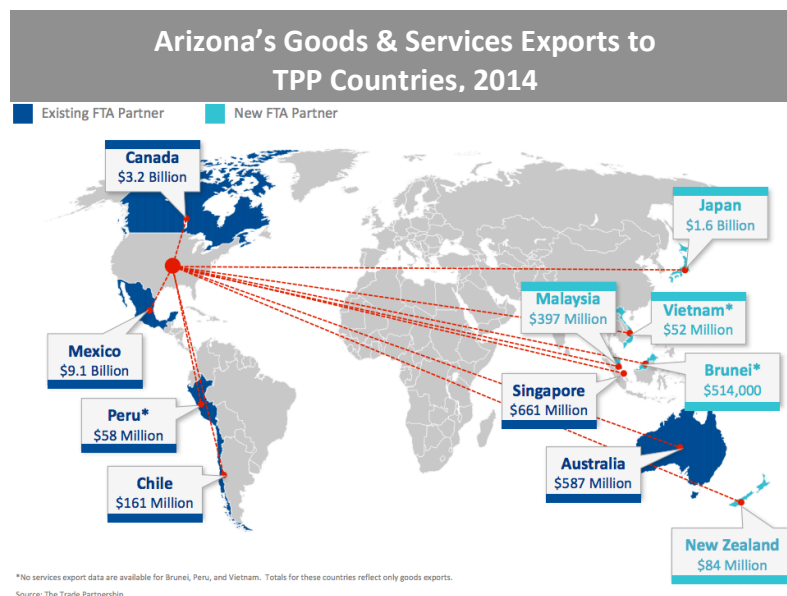 Arizona’s Goods & Services Exports to
TPP Countries, 2014
Existing FTA Partner
New FTA Partner
Canada
$3.2 Billion
Japan
$1.6 Billion
Malaysia
$397 Million
Vietnam*
$52 Million
Mexico
$9.1 Billion
Brunei*
$514,000
Singapore
$661 Million
Peru*
$58 Million
Australia
$587 Million
Chile
$161 Million
New Zealand
$84 Million
*No services export data are available for Brunei, Peru, and Vietnam. Totals for these countries reflect only goods exports.
Source: The Trade Partnership